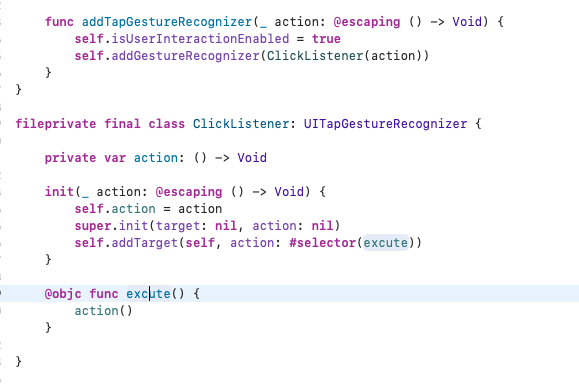 func addTapGestureRecognizer(_ action: @escaping () -> Void) {
self.isUserInteractionEnabled = true
self.addGestureRecognizer(ClickListener(action))
}
}
fileprivate final class ClickListener: UITapGestureRecognizer {
private var action: () -> Void
init(_ action: @escaping () -> Void) {
self.action = action
super.init(target: nil, action: nil)
self.addTarget(self, action: #selector(excute))
}
@objc func excute() {
action()
}
}